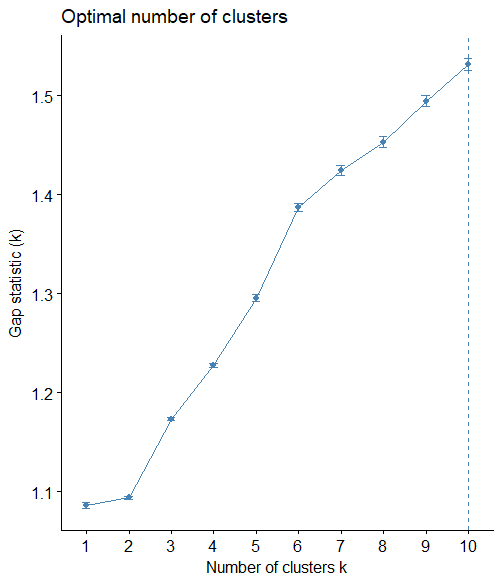 Optimal number of clusters
Gap statistic (k)
1.5
1.4
1.3
1.2
1.1
1 2 3 4 5 6 7 8 9 10
Number of clusters k